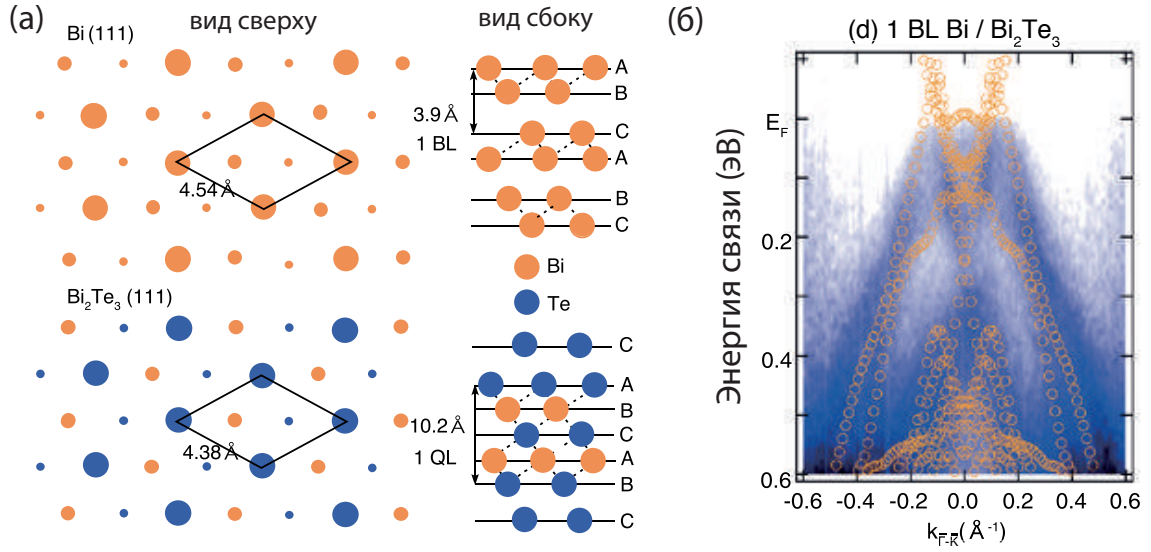 (а)
вид сверху
вид сбоку
Bi (111)
4.54 Å
A
B
3.9 Å
C
1 BL
A
B
C
Bi
Te
Bi₂Te₃ (111)
4.38 Å
C
A
B
10.2 Å
C
1 QL
A
B
C
(б)
(d) 1 BL Bi / Bi₂Te₃
Энергия связи (эВ)
E_F
0.2
0.4
0.6
-0.6 -0.4 -0.2 0.0 0.2 0.4 0.6
k_Γ̄-K̄ (Å⁻¹)